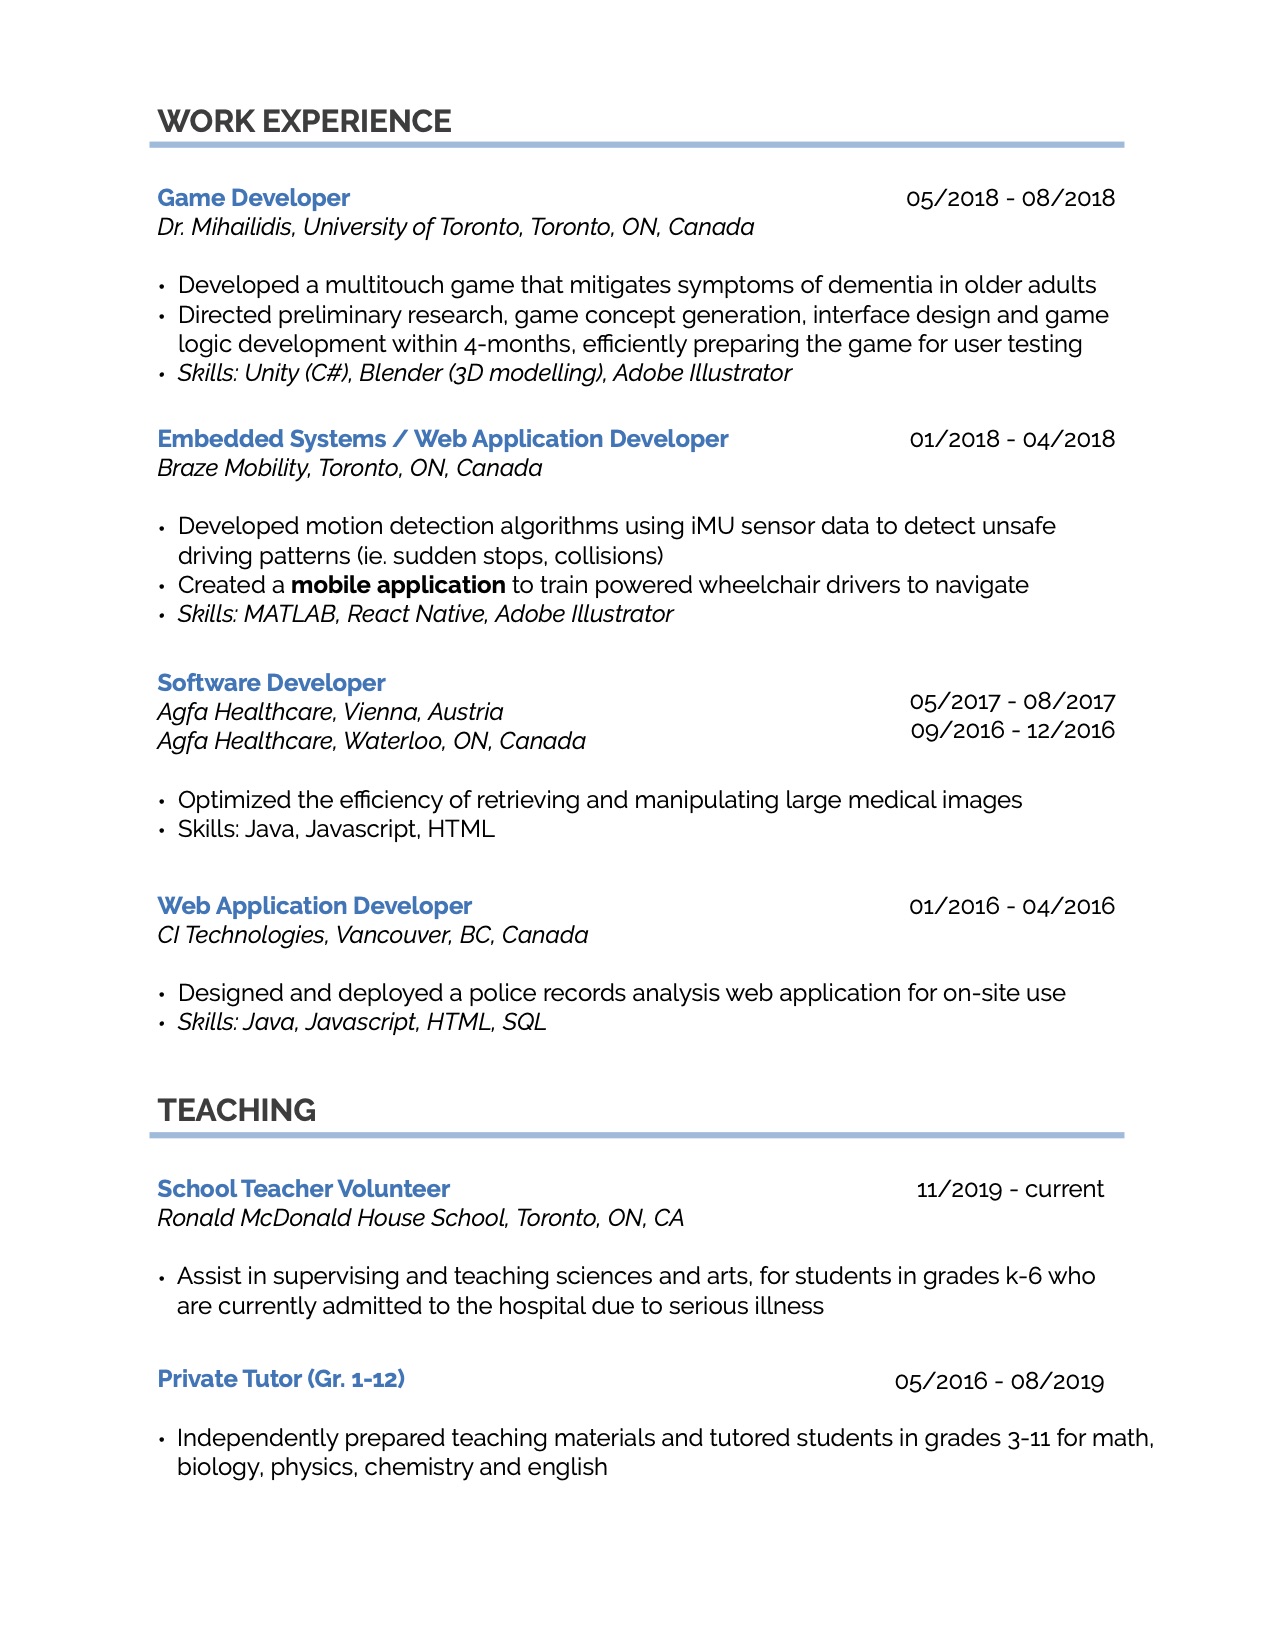 WORK EXPERIENCE
Game Developer 05/2018 - 08/2018
Dr. Mihailidis, University of Toronto, Toronto, ON, Canada
• Developed a multitouch game that mitigates symptoms of dementia in older adults
• Directed preliminary research, game concept generation, interface design and game
logic development within 4-months, efficiently preparing the game for user testing
• Skills: Unity (C#), Blender (3D modelling), Adobe Illustrator
Embedded Systems / Web Application Developer 01/2018 - 04/2018
Braze Mobility, Toronto, ON, Canada
• Developed motion detection algorithms using iMU sensor data to detect unsafe
driving patterns (ie. sudden stops, collisions)
• Created a mobile application to train powered wheelchair drivers to navigate
• Skills: MATLAB, React Native, Adobe Illustrator
Software Developer
Agfa Healthcare, Vienna, Austria 05/2017 - 08/2017
Agfa Healthcare, Waterloo, ON, Canada 09/2016 - 12/2016
• Optimized the efficiency of retrieving and manipulating large medical images
• Skills: Java, Javascript, HTML
Web Application Developer 01/2016 - 04/2016
CI Technologies, Vancouver, BC, Canada
• Designed and deployed a police records analysis web application for on-site use
• Skills: Java, Javascript, HTML, SQL
TEACHING
School Teacher Volunteer 11/2019 - current
Ronald McDonald House School, Toronto, ON, CA
• Assist in supervising and teaching sciences and arts, for students in grades k-6 who
are currently admitted to the hospital due to serious illness
Private Tutor (Gr. 1-12) 05/2016 - 08/2019
• Independently prepared teaching materials and tutored students in grades 3-11 for math,
biology, physics, chemistry and english